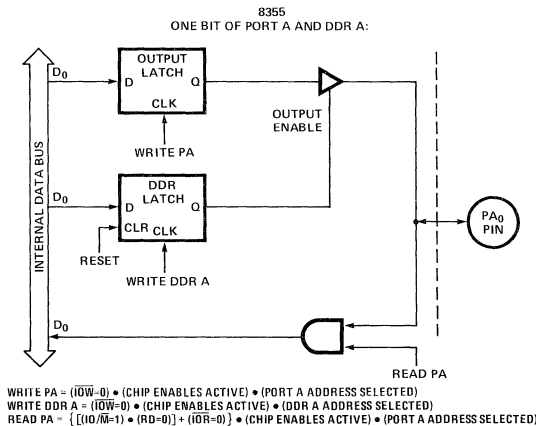 8355
ONE BIT OF PORT A AND DDR A:
D₀
OUTPUT
LATCH
D
Q
CLK
OUTPUT
ENABLE
WRITE PA
INTERNAL DATA BUS
D₀
DDR
LATCH
D
Q
CLR CLK
RESET
WRITE DDR A
PA₀
PIN
D₀
READ PA
WRITE PA = (I̅O̅W̅=0) • (CHIP ENABLES ACTIVE) • (PORT A ADDRESS SELECTED)
WRITE DDR A = (I̅O̅W̅=0) • (CHIP ENABLES ACTIVE) • (DDR A ADDRESS SELECTED)
READ PA = {[(IO/M̅=1) • (RD=0)] + (I̅O̅R̅=0)} • (CHIP ENABLES ACTIVE) • (PORT A ADDRESS SELECTED)